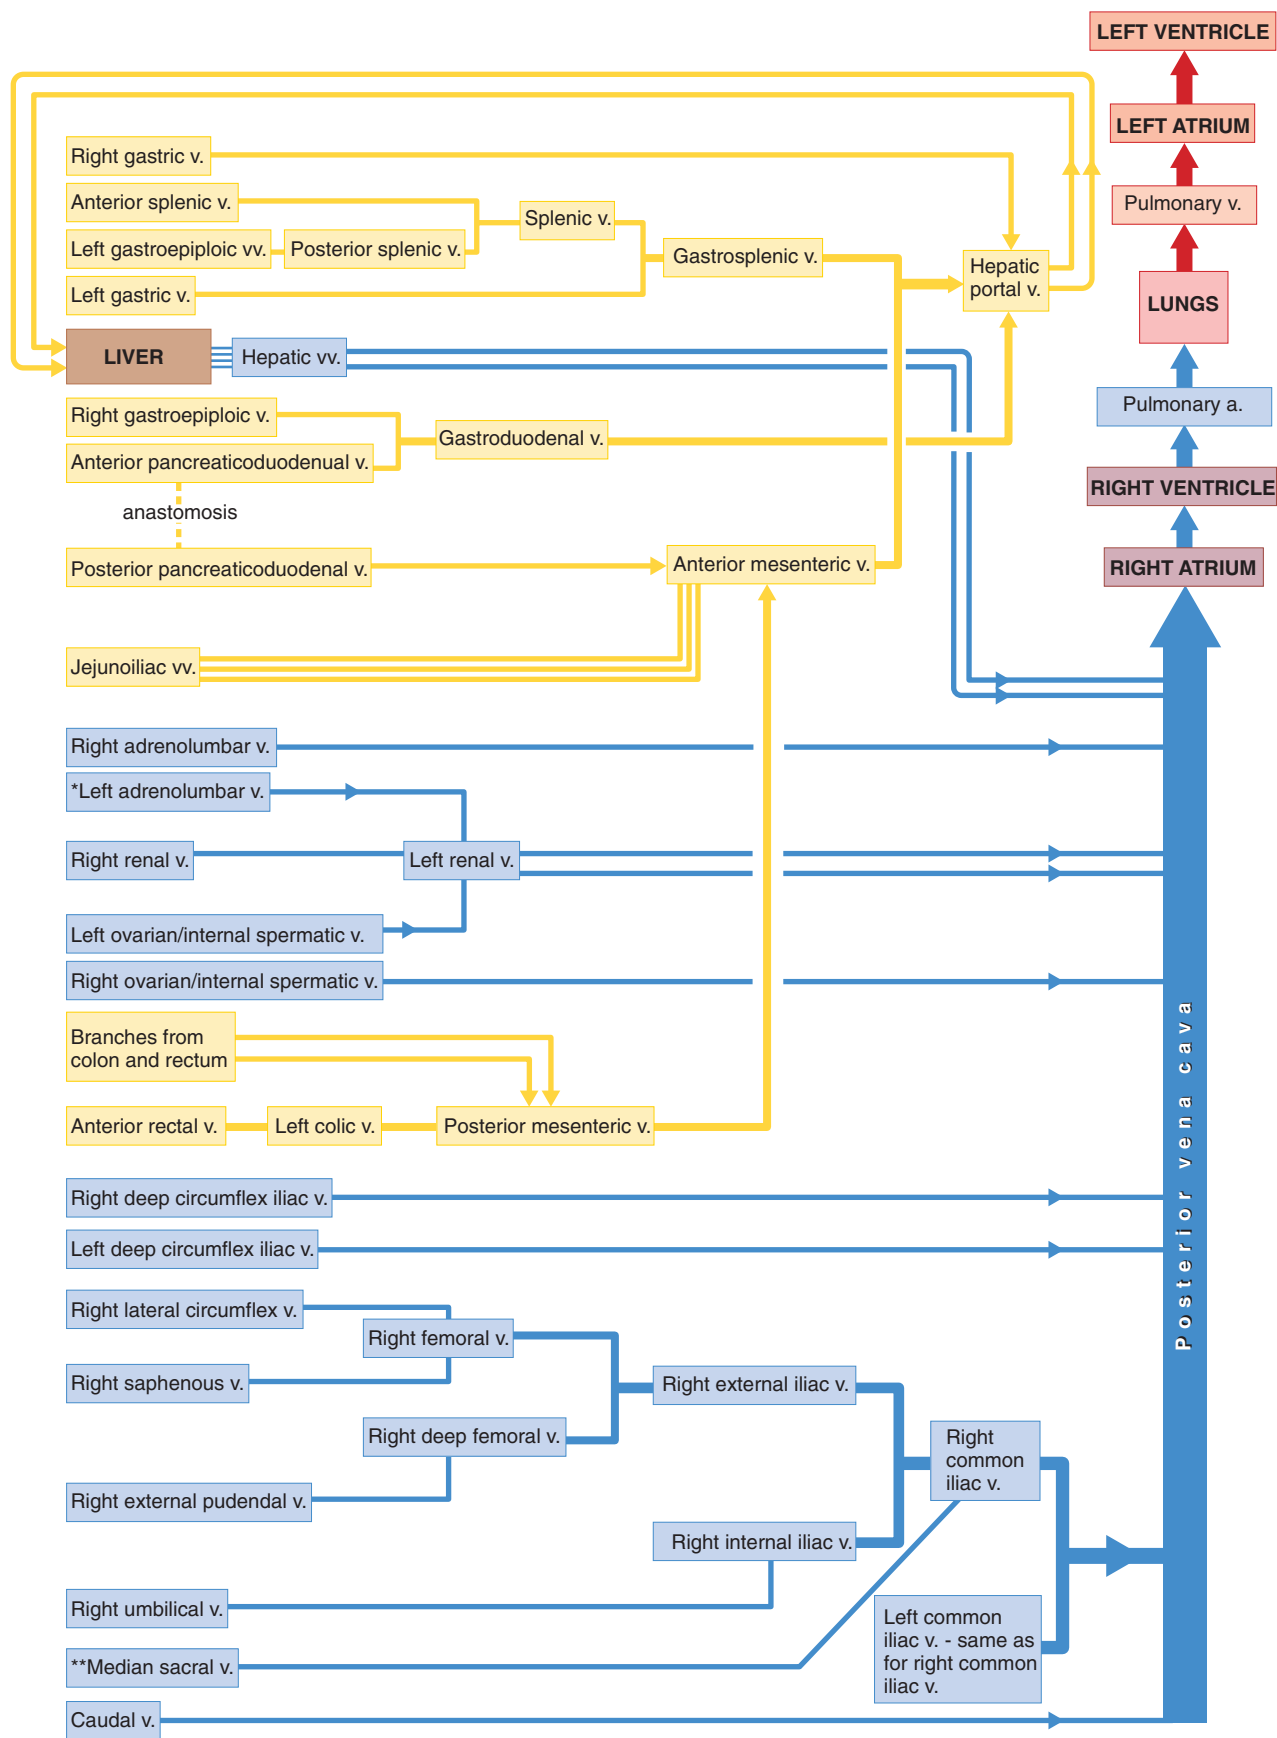 LEFT VENTRICLE
LEFT ATRIUM
Pulmonary v.
LUNGS
Pulmonary a.
RIGHT VENTRICLE
RIGHT ATRIUM
Posterior vena cava
Right gastric v.
Anterior splenic v.
Splenic v.
Left gastroepiploic vv.
Posterior splenic v.
Gastrosplenic v.
Hepatic
portal v.
Left gastric v.
LIVER
Hepatic vv.
Right gastroepiploic v.
Gastroduodenal v.
Anterior pancreaticoduodenual v.
anastomosis
Posterior pancreaticoduodenal v.
Anterior mesenteric v.
Jejunoiliac vv.
Right adrenolumbar v.
*Left adrenolumbar v.
Right renal v.
Left renal v.
Left ovarian/internal spermatic v.
Right ovarian/internal spermatic v.
Branches from
colon and rectum
Anterior rectal v.
Left colic v.
Posterior mesenteric v.
Right deep circumflex iliac v.
Left deep circumflex iliac v.
Right lateral circumflex v.
Right femoral v.
Right saphenous v.
Right external iliac v.
Right deep femoral v.
Right common
iliac v.
Right external pudendal v.
Right internal iliac v.
Right umbilical v.
Left common
iliac v. - same as
for right common
iliac v.
**Median sacral v.
Caudal v.